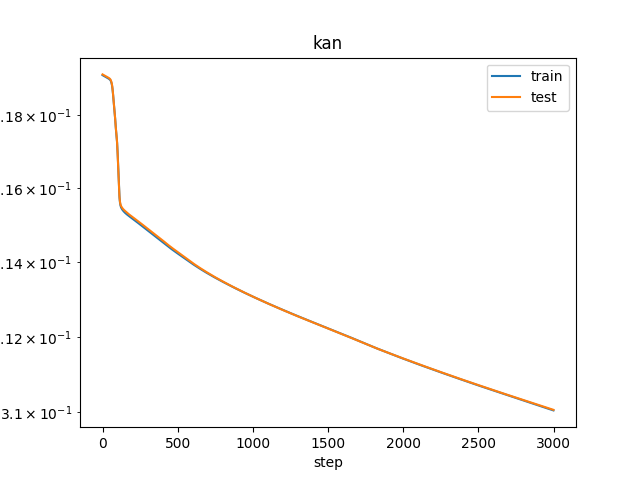 kan
train
test
.18 × 10⁻¹
.16 × 10⁻¹
.14 × 10⁻¹
.12 × 10⁻¹
3.1 × 10⁻¹
0 500 1000 1500 2000 2500 3000
step